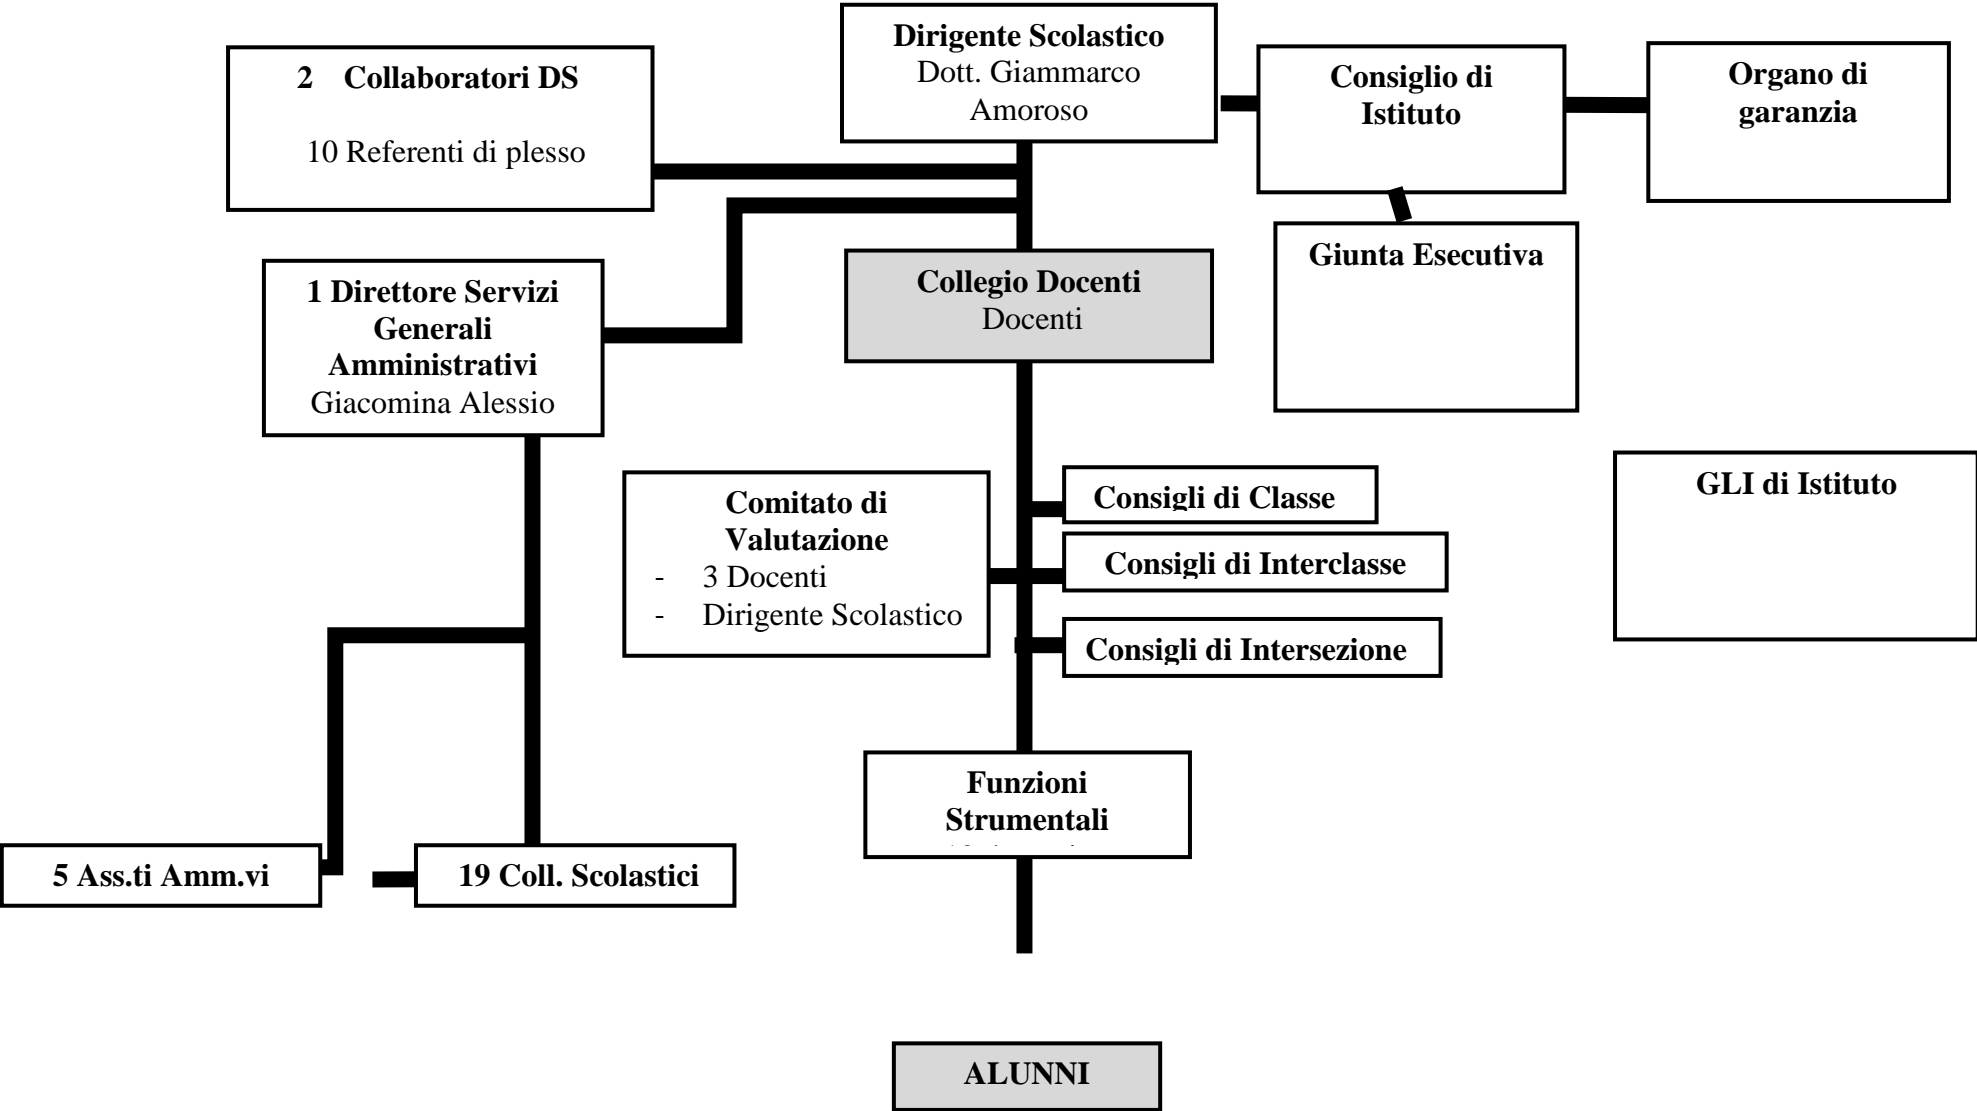 Dirigente Scolastico
Dott. Giammarco
Amoroso
2 Collaboratori DS
10 Referenti di plesso
Consiglio di
Istituto
Organo di
garanzia
Giunta Esecutiva
1 Direttore Servizi
Generali
Amministrativi
Giacomina Alessio
Collegio Docenti
Docenti
GLI di Istituto
Comitato di
Valutazione
- 3 Docenti
- Dirigente Scolastico
Consigli di Classe
Consigli di Interclasse
Consigli di Intersezione
Funzioni
Strumentali
5 Ass.ti Amm.vi
19 Coll. Scolastici
ALUNNI